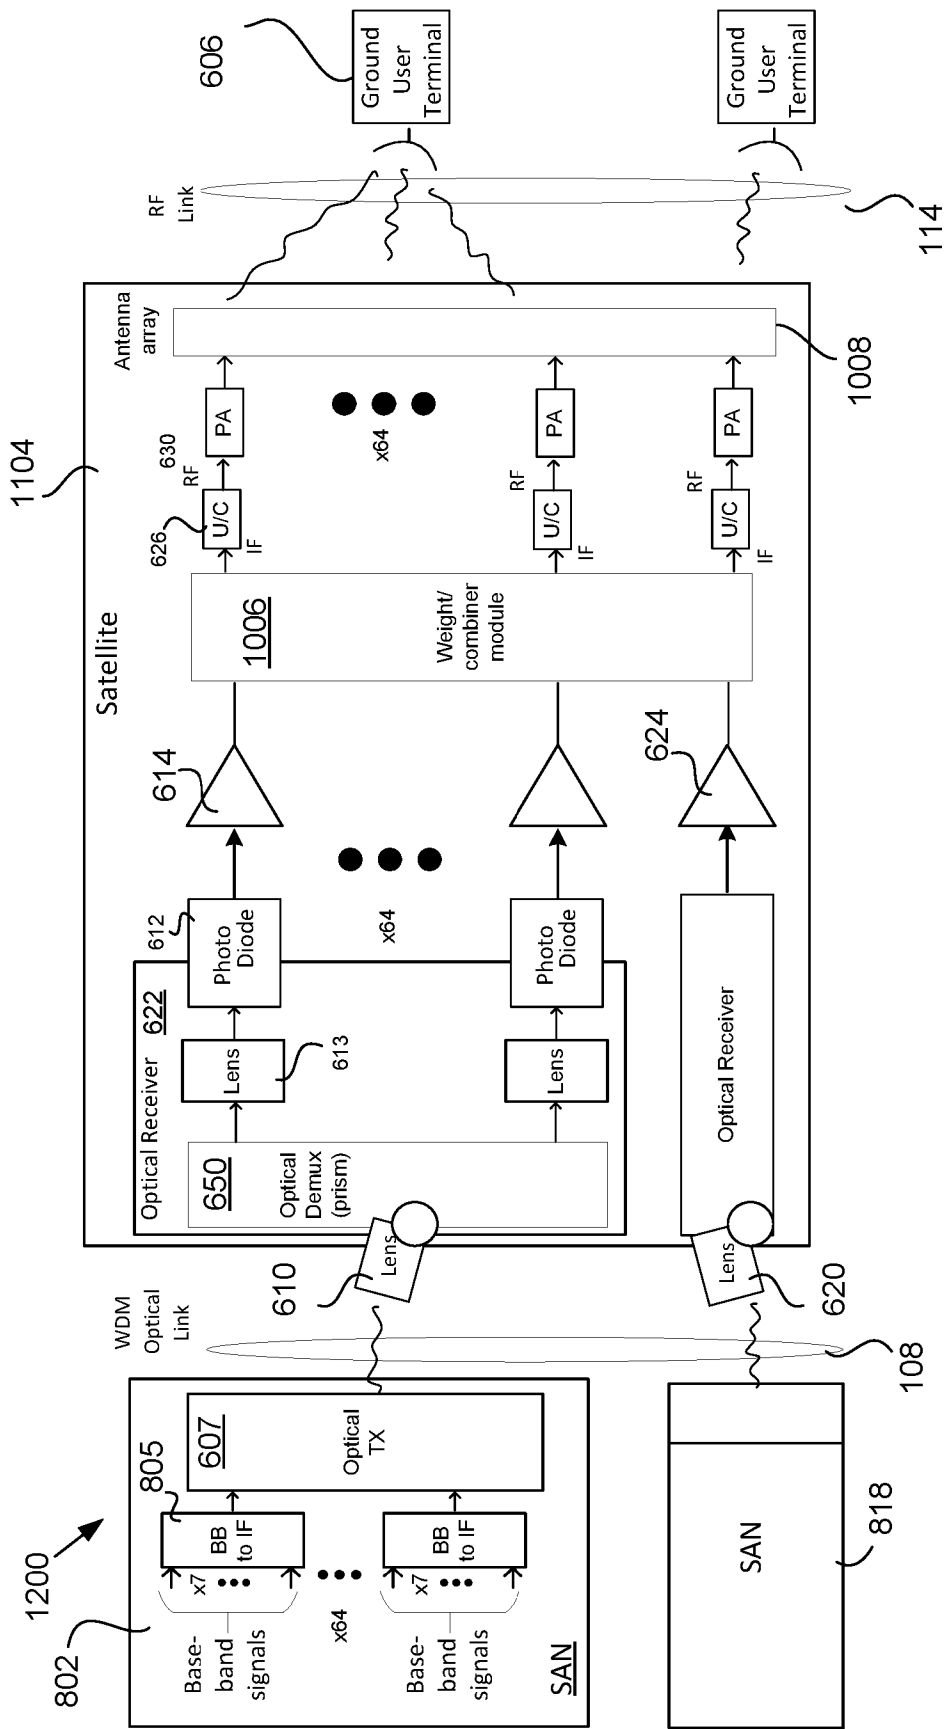 1200
802
Base-
band
signals
x7
BB
to IF
805
x64
Base-
band
signals
x7
BB
to IF
607
Optical
TX
SAN
SAN
818
WDM
Optical
Link
108
610
Lens
620
Lens
Satellite
1104
Optical Receiver
622
650
Optical
Demux
(prism)
Lens
613
Lens
612
Photo
Diode
x64
Photo
Diode
Optical Receiver
614
624
1006
Weight/
combiner
module
626
U/C
IF
RF
630
PA
x64
U/C
IF
RF
PA
U/C
IF
RF
PA
Antenna
array
1008
RF
Link
114
606
Ground
User
Terminal
Ground
User
Terminal